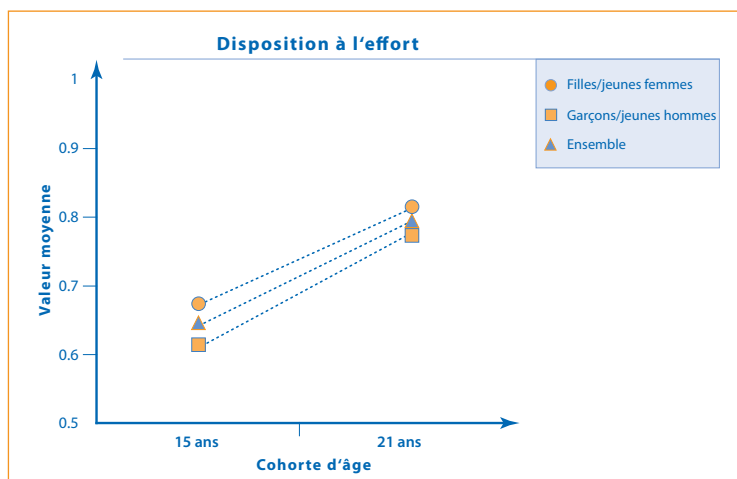 Disposition à l'effort
Filles/jeunes femmes
Garçons/jeunes hommes
Ensemble
Valeur moyenne
1
0.9
0.8
0.7
0.6
0.5
15 ans
21 ans
Cohorte d'âge